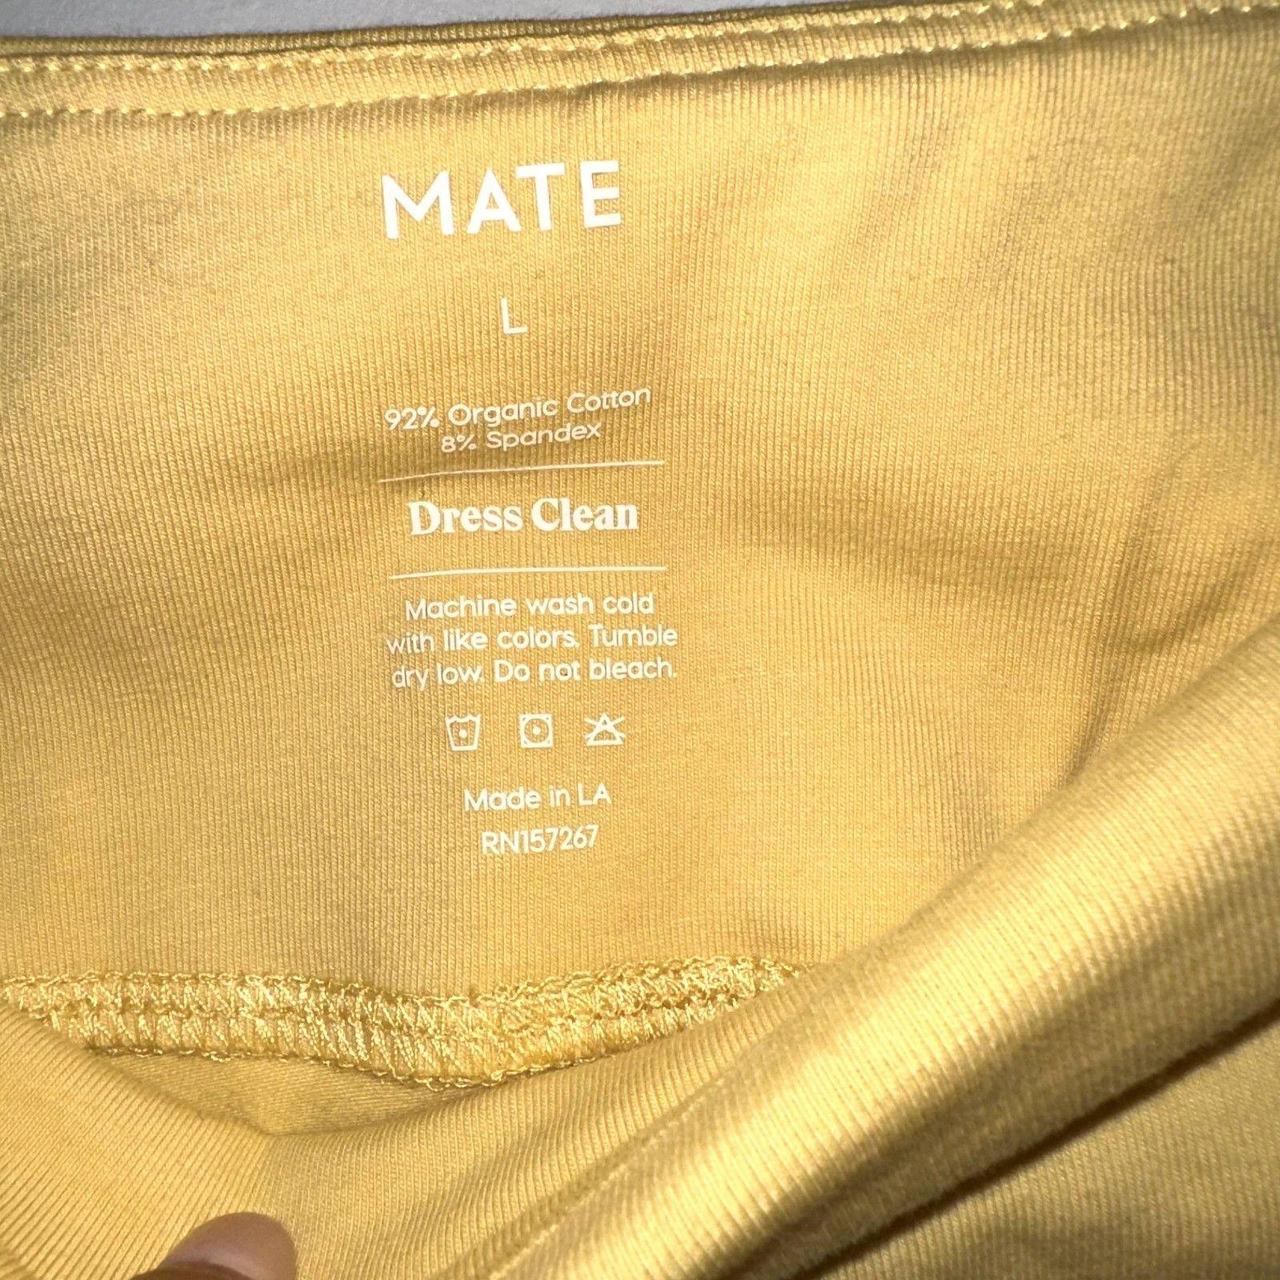 MATE
L
92% Organic Cotton
8% Spandex
Dress Clean
Machine wash cold
with like colors. Tumble
dry low. Do not bleach.
Made in LA
RN157267